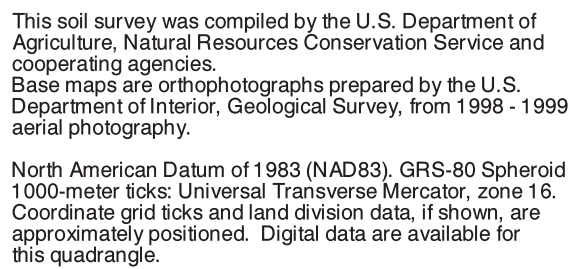 This soil survey was compiled by the U.S. Department of
Agriculture, Natural Resources Conservation Service and
cooperating agencies.
Base maps are orthophotographs prepared by the U.S.
Department of Interior, Geological Survey, from 1998 - 1999
aerial photography.

North American Datum of 1983 (NAD83). GRS-80 Spheroid
1000-meter ticks: Universal Transverse Mercator, zone 16.
Coordinate grid ticks and land division data, if shown, are
approximately positioned.  Digital data are available for
this quadrangle.